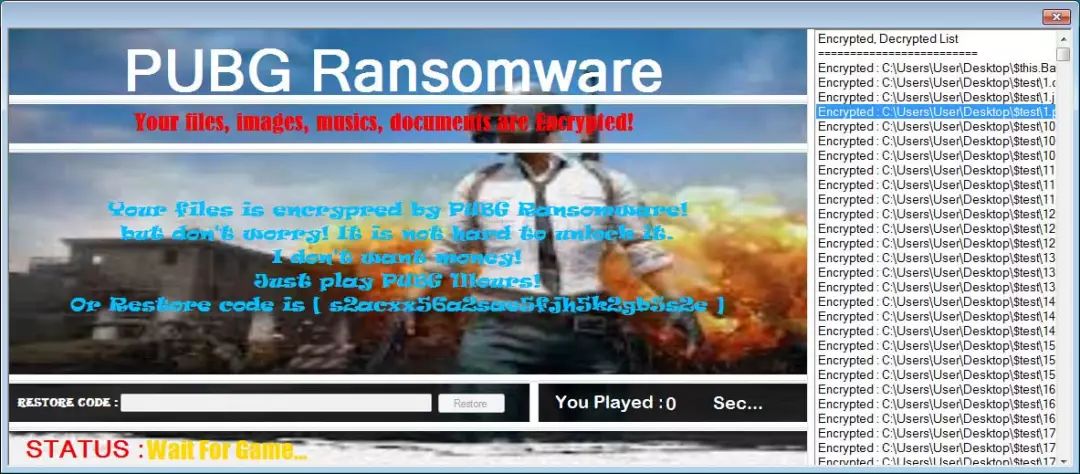 PUBG Ransomware
Your files, images, musics, documents are Encrypted!
Your files is encrypred by PUBG Ransomware!
but don't worry! It is not hard to unlock it.
I don't want money!
Just play PUBG 1Hours!
Or Restore code is [ s2acxx56a2sae5fjh5k2gb5s2e ]
RESTORE CODE :
Restore
You Played : 0 Sec...
STATUS : Wait For Game...
Encrypted, Decrypted List
=========================
Encrypted : C:\Users\User\Desktop\$this.Ba
Encrypted : C:\Users\User\Desktop\$test\1.c
Encrypted : C:\Users\User\Desktop\$test\1.j
Encrypted : C:\Users\User\Desktop\$test\1.p
Encrypted : C:\Users\User\Desktop\$test\10
Encrypted : C:\Users\User\Desktop\$test\10
Encrypted : C:\Users\User\Desktop\$test\10
Encrypted : C:\Users\User\Desktop\$test\11
Encrypted : C:\Users\User\Desktop\$test\11
Encrypted : C:\Users\User\Desktop\$test\11
Encrypted : C:\Users\User\Desktop\$test\12
Encrypted : C:\Users\User\Desktop\$test\12
Encrypted : C:\Users\User\Desktop\$test\12
Encrypted : C:\Users\User\Desktop\$test\13
Encrypted : C:\Users\User\Desktop\$test\13
Encrypted : C:\Users\User\Desktop\$test\13
Encrypted : C:\Users\User\Desktop\$test\14
Encrypted : C:\Users\User\Desktop\$test\14
Encrypted : C:\Users\User\Desktop\$test\14
Encrypted : C:\Users\User\Desktop\$test\15
Encrypted : C:\Users\User\Desktop\$test\15
Encrypted : C:\Users\User\Desktop\$test\15
Encrypted : C:\Users\User\Desktop\$test\16
Encrypted : C:\Users\User\Desktop\$test\16
Encrypted : C:\Users\User\Desktop\$test\16
Encrypted : C:\Users\User\Desktop\$test\17
Encrypted : C:\Users\User\Desktop\$test\17
Encrypted : C:\Users\User\Desktop\$test\17